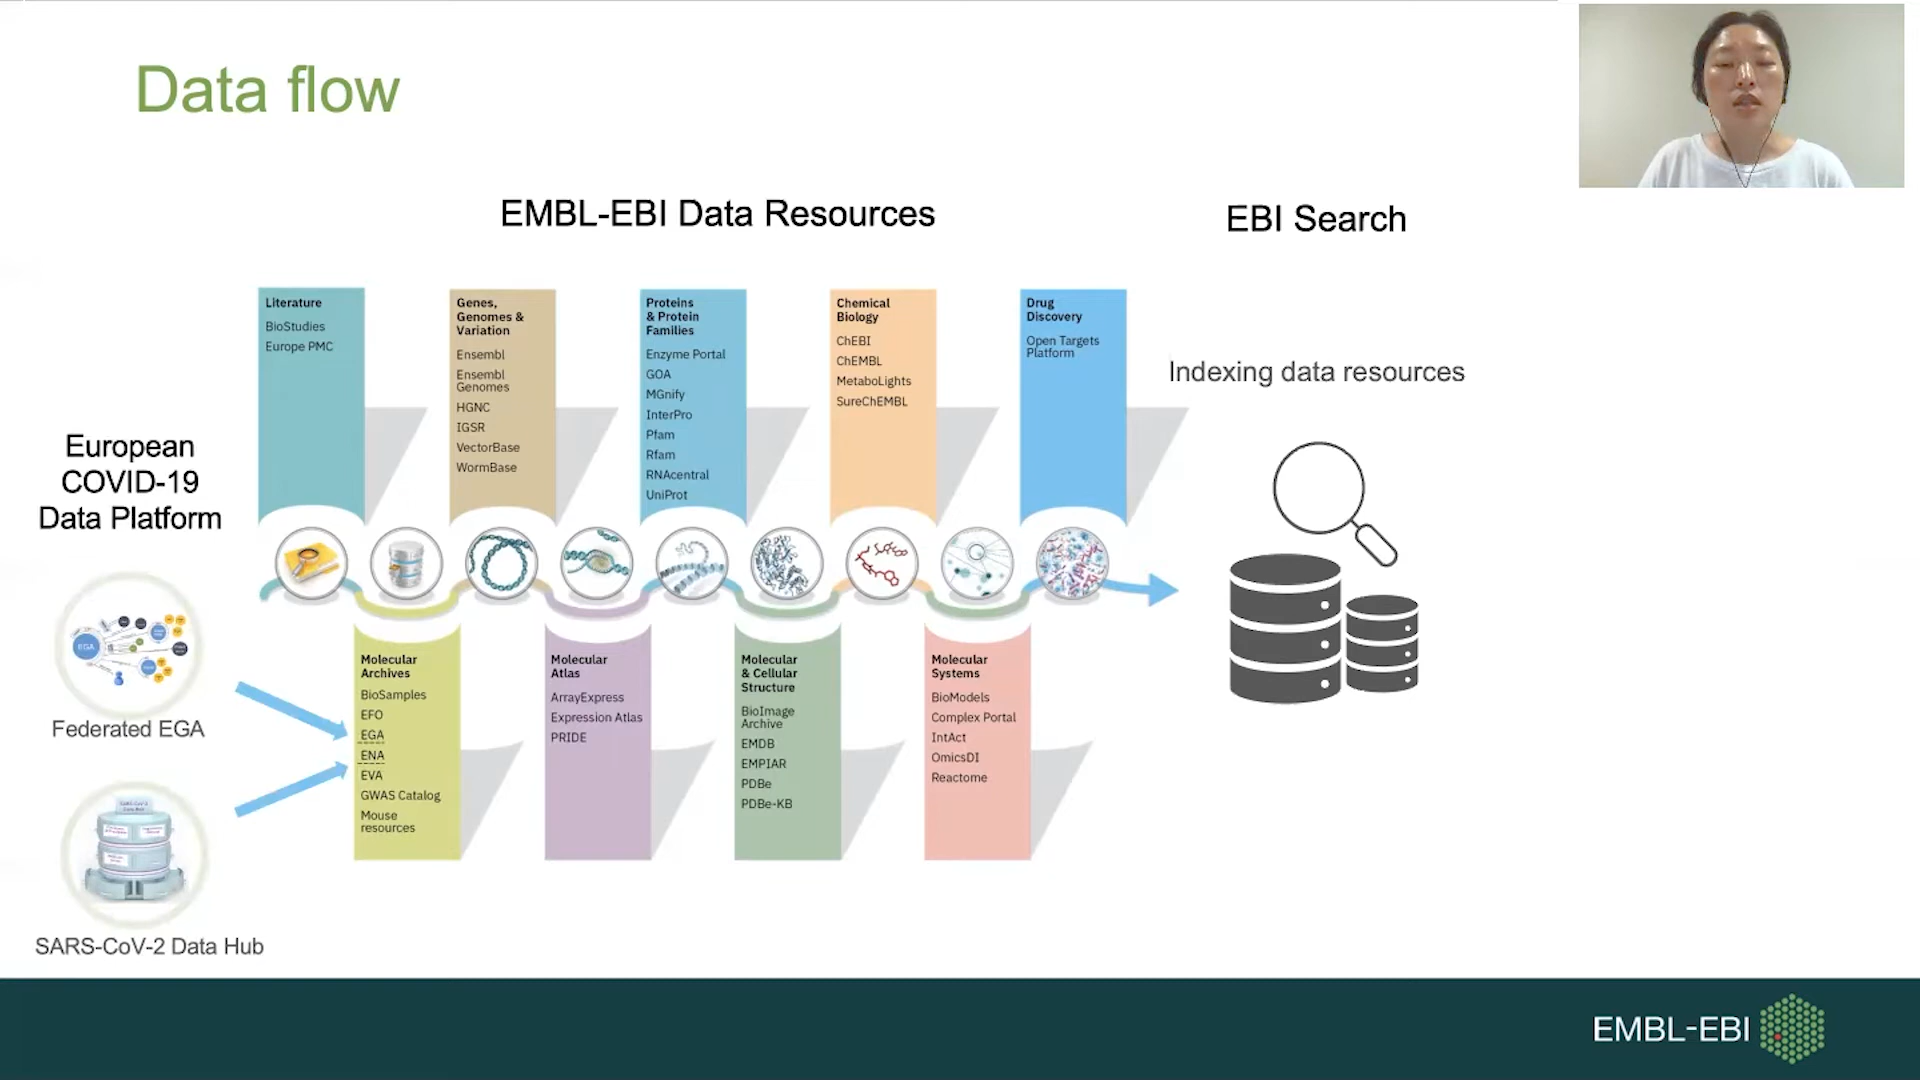 Data flow
EMBL-EBI Data Resources
EBI Search
European
COVID-19
Data Platform
Federated EGA
EGA
SARS-CoV-2 Data Hub
Literature
BioStudies
Europe PMC
Genes,
Genomes &
Variation
Ensembl
Ensembl
Genomes
HGNC
IGSR
VectorBase
WormBase
Proteins
& Protein
Families
Enzyme Portal
GOA
MGnify
InterPro
Pfam
Rfam
RNAcentral
UniProt
Chemical
Biology
ChEBI
ChEMBL
MetaboLights
SureChEMBL
Drug
Discovery
Open Targets
Platform
Molecular
Archives
BioSamples
EFO
EGA
ENA
EVA
GWAS Catalog
Mouse
resources
Molecular
Atlas
ArrayExpress
Expression Atlas
PRIDE
Molecular
& Cellular
Structure
BioImage
Archive
EMDB
EMPIAR
PDBe
PDBe-KB
Molecular
Systems
BioModels
Complex Portal
IntAct
OmicsDI
Reactome
Indexing data resources
EMBL-EBI